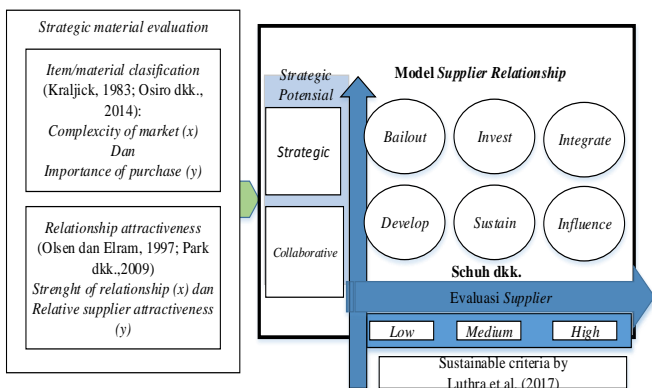 Strategic material evaluation
Item/material clasification
(Kraljick, 1983; Osiro dkk.,
2014):
Complexcity of market (x)
Dan
Importance of purchase (y)
Relationship attractiveness
(Olsen dan Elram, 1997; Park
dkk.,2009)
Strenght of relationship (x) dan
Relative supplier attractiveness
(y)
Strategic
Potensial
Strategic
Collaborative
Model Supplier Relationship
Bailout
Invest
Integrate
Develop
Sustain
Influence
Schuh dkk.
Evaluasi Supplier
Low
Medium
High
Sustainable criteria by
Luthra et al. (2017)